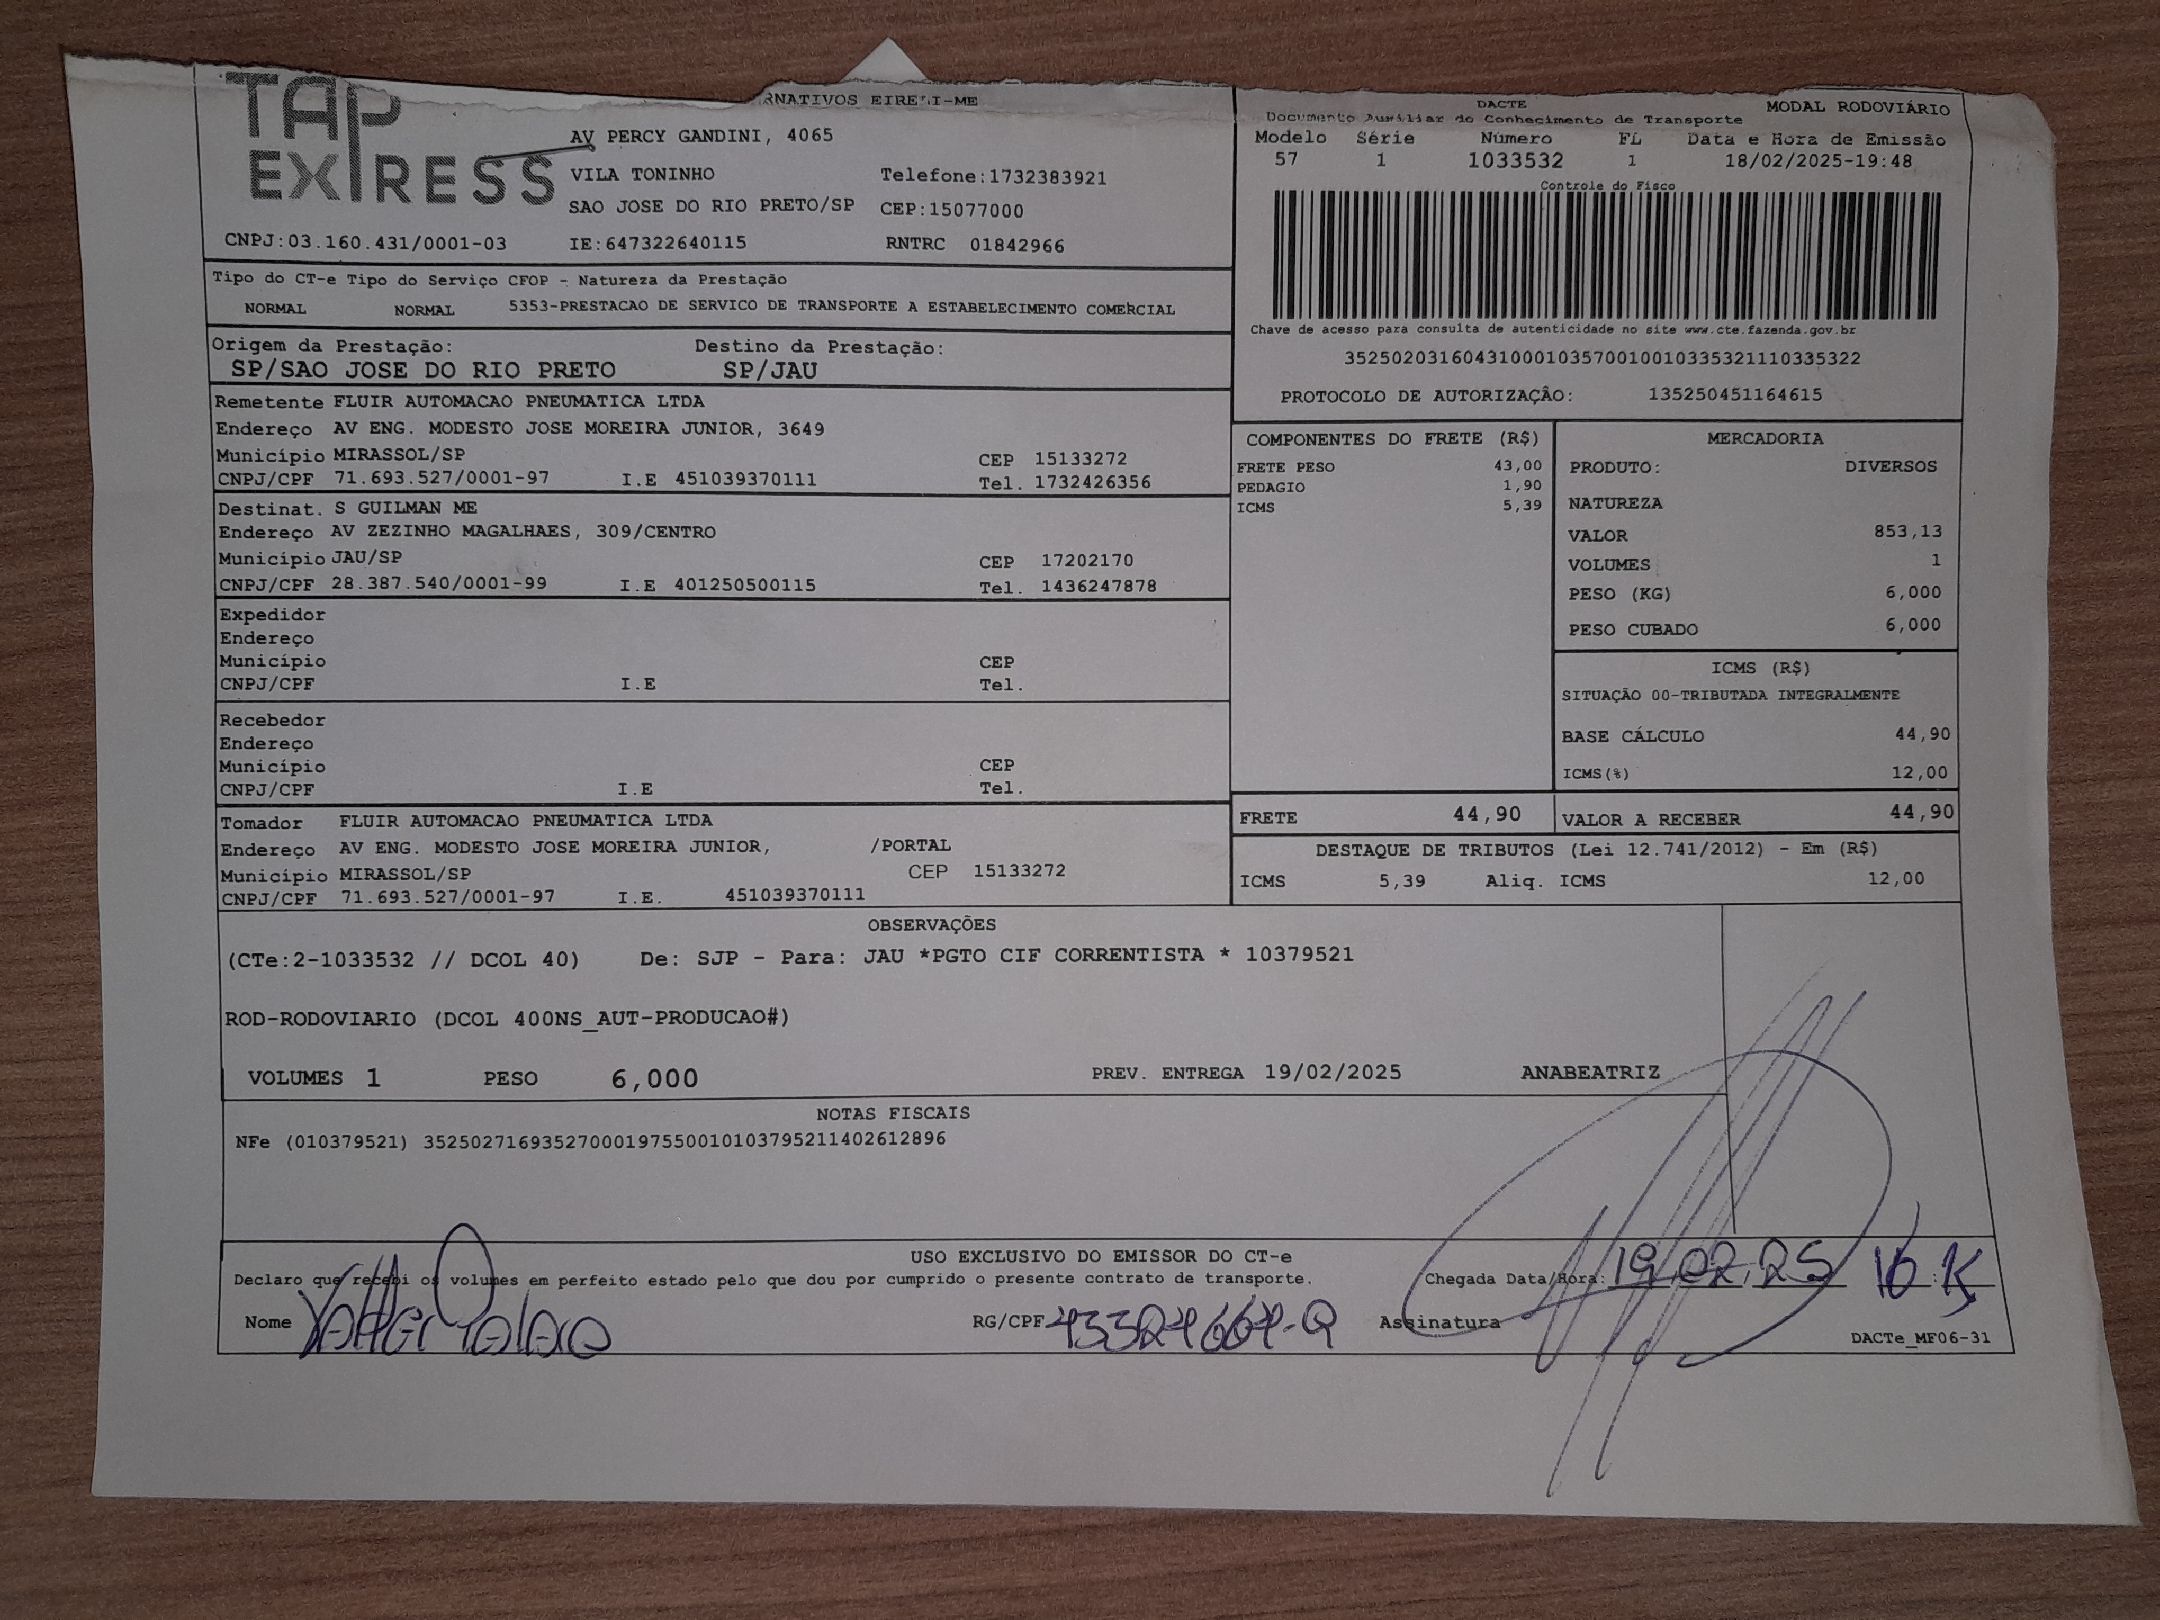 TAP EXPRESS
RNATIVOS EIRELI-ME
AV PERCY GANDINI, 4065
VILA TONINHO Telefone:1732383921
SAO JOSE DO RIO PRETO/SP CEP:15077000
CNPJ:03.160.431/0001-03 IE:647322640115 RNTRC 01842966
DACTE MODAL RODOVIÁRIO
Documento Auxiliar do Conhecimento de Transporte
Modelo Série Número FL Data e Hora de Emissão
57 1 1033532 1 18/02/2025-19:48
Controle do Fisco
Chave de acesso para consulta de autenticidade no site www.cte.fazenda.gov.br
35250203160431000103570010010335321110335322
PROTOCOLO DE AUTORIZAÇÂO: 135250451164615
Tipo do CT-e Tipo do Serviço CFOP - Natureza da Prestação
NORMAL NORMAL 5353-PRESTACAO DE SERVICO DE TRANSPORTE A ESTABELECIMENTO COMERCIAL
Origem da Prestação: Destino da Prestação:
SP/SAO JOSE DO RIO PRETO SP/JAU
Remetente FLUIR AUTOMACAO PNEUMATICA LTDA
Endereço AV ENG. MODESTO JOSE MOREIRA JUNIOR, 3649
Município MIRASSOL/SP CEP 15133272
CNPJ/CPF 71.693.527/0001-97 I.E 451039370111 Tel. 1732426356
Destinat. S GUILMAN ME
Endereço AV ZEZINHO MAGALHAES, 309/CENTRO
Município JAU/SP CEP 17202170
CNPJ/CPF 28.387.540/0001-99 I.E 401250500115 Tel. 1436247878
Expedidor
Endereço
Município CEP
CNPJ/CPF I.E Tel.
Recebedor
Endereço
Município CEP
CNPJ/CPF I.E Tel.
Tomador FLUIR AUTOMACAO PNEUMATICA LTDA
Endereço AV ENG. MODESTO JOSE MOREIRA JUNIOR, /PORTAL
Município MIRASSOL/SP CEP 15133272
CNPJ/CPF 71.693.527/0001-97 I.E. 451039370111
COMPONENTES DO FRETE (R$)
FRETE PESO 43,00
PEDAGIO 1,90
ICMS 5,39
MERCADORIA
PRODUTO: DIVERSOS
NATUREZA
VALOR 853,13
VOLUMES 1
PESO (KG) 6,000
PESO CUBADO 6,000
ICMS (R$)
SITUAÇÃO 00-TRIBUTADA INTEGRALMENTE
BASE CÁLCULO 44,90
ICMS(%) 12,00
FRETE 44,90 VALOR A RECEBER 44,90
DESTAQUE DE TRIBUTOS (Lei 12.741/2012) - Em (R$)
ICMS 5,39 Aliq. ICMS 12,00
OBSERVAÇÕES
(CTe:2-1033532 // DCOL 40) De: SJP - Para: JAU *PGTO CIF CORRENTISTA * 10379521
ROD-RODOVIARIO (DCOL 400NS_AUT-PRODUCAO#)
VOLUMES 1 PESO 6,000 PREV. ENTREGA 19/02/2025 ANABEATRIZ
NOTAS FISCAIS
NFe (010379521) 35250271693527000197550010103795211402612896
USO EXCLUSIVO DO EMISSOR DO CT-e
Declaro que recebi os volumes em perfeito estado pelo que dou por cumprido o presente contrato de transporte. Chegada Data/Hora: 19,02,25 16:15
Nome RG/CPF Assinatura
DACTe_MF06-31